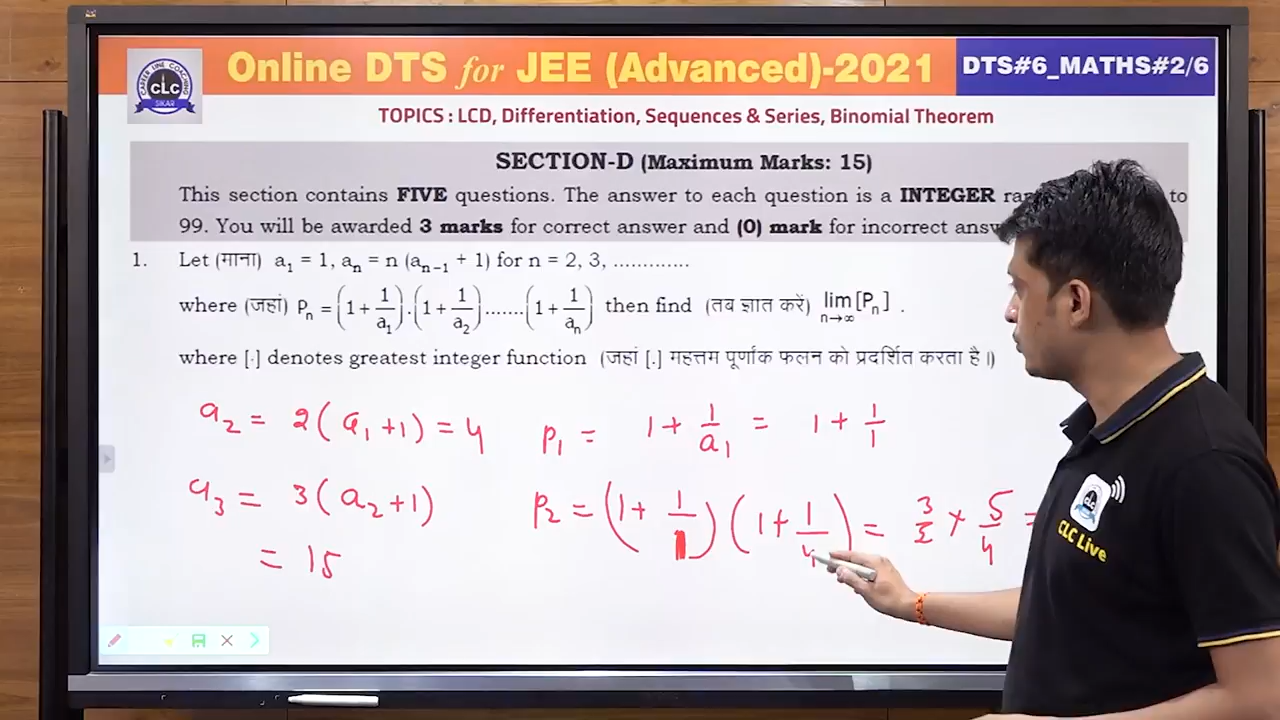 Online DTS for JEE (Advanced)-2021
DTS#6_MATHS#2/6
CAREER LINE COACHING
CLC
SIKAR
TOPICS : LCD, Differentiation, Sequences & Series, Binomial Theorem
SECTION-D (Maximum Marks: 15)
This section contains FIVE questions. The answer to each question is a INTEGER to
99. You will be awarded 3 marks for correct answer and (0) mark for incorrect
1. Let (माना) a₁ = 1, aₙ = n (aₙ₋₁ + 1) for n = 2, 3, .............
where (जहां) Pₙ = (1 + 1/a₁).(1 + 1/a₂).......(1 + 1/aₙ) then find (तब ज्ञात करें) lim n→∞ [Pₙ] .
where [·] denotes greatest integer function (जहां [.] महत्तम पूर्णांक फलन को प्रदर्शित करता है।)
a₂ = 2(a₁+1) = 4
P₁ = 1 + 1/a₁ = 1 + 1/1
a₃ = 3(a₂+1)
P₂ = (1 + 1/1)(1 + 1/4) = 3/2 × 5/4 =
= 15
CLC Live